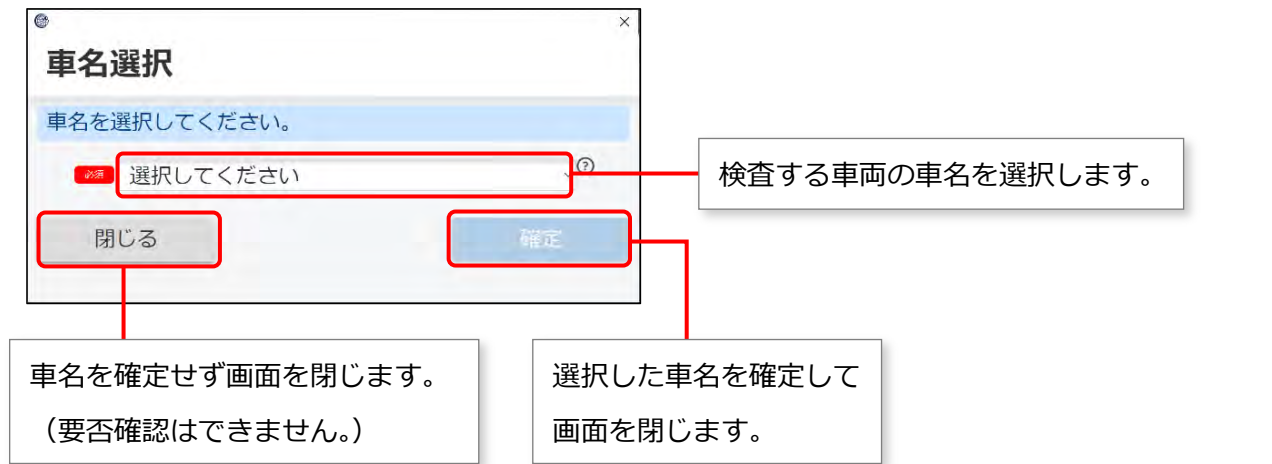 ×
車名選択
車名を選択してください。
必須 選択してください ?
検査する車両の車名を選択します。
閉じる 確定
車名を確定せず画面を閉じます。
（要否確認はできません。）
選択した車名を確定して
画面を閉じます。